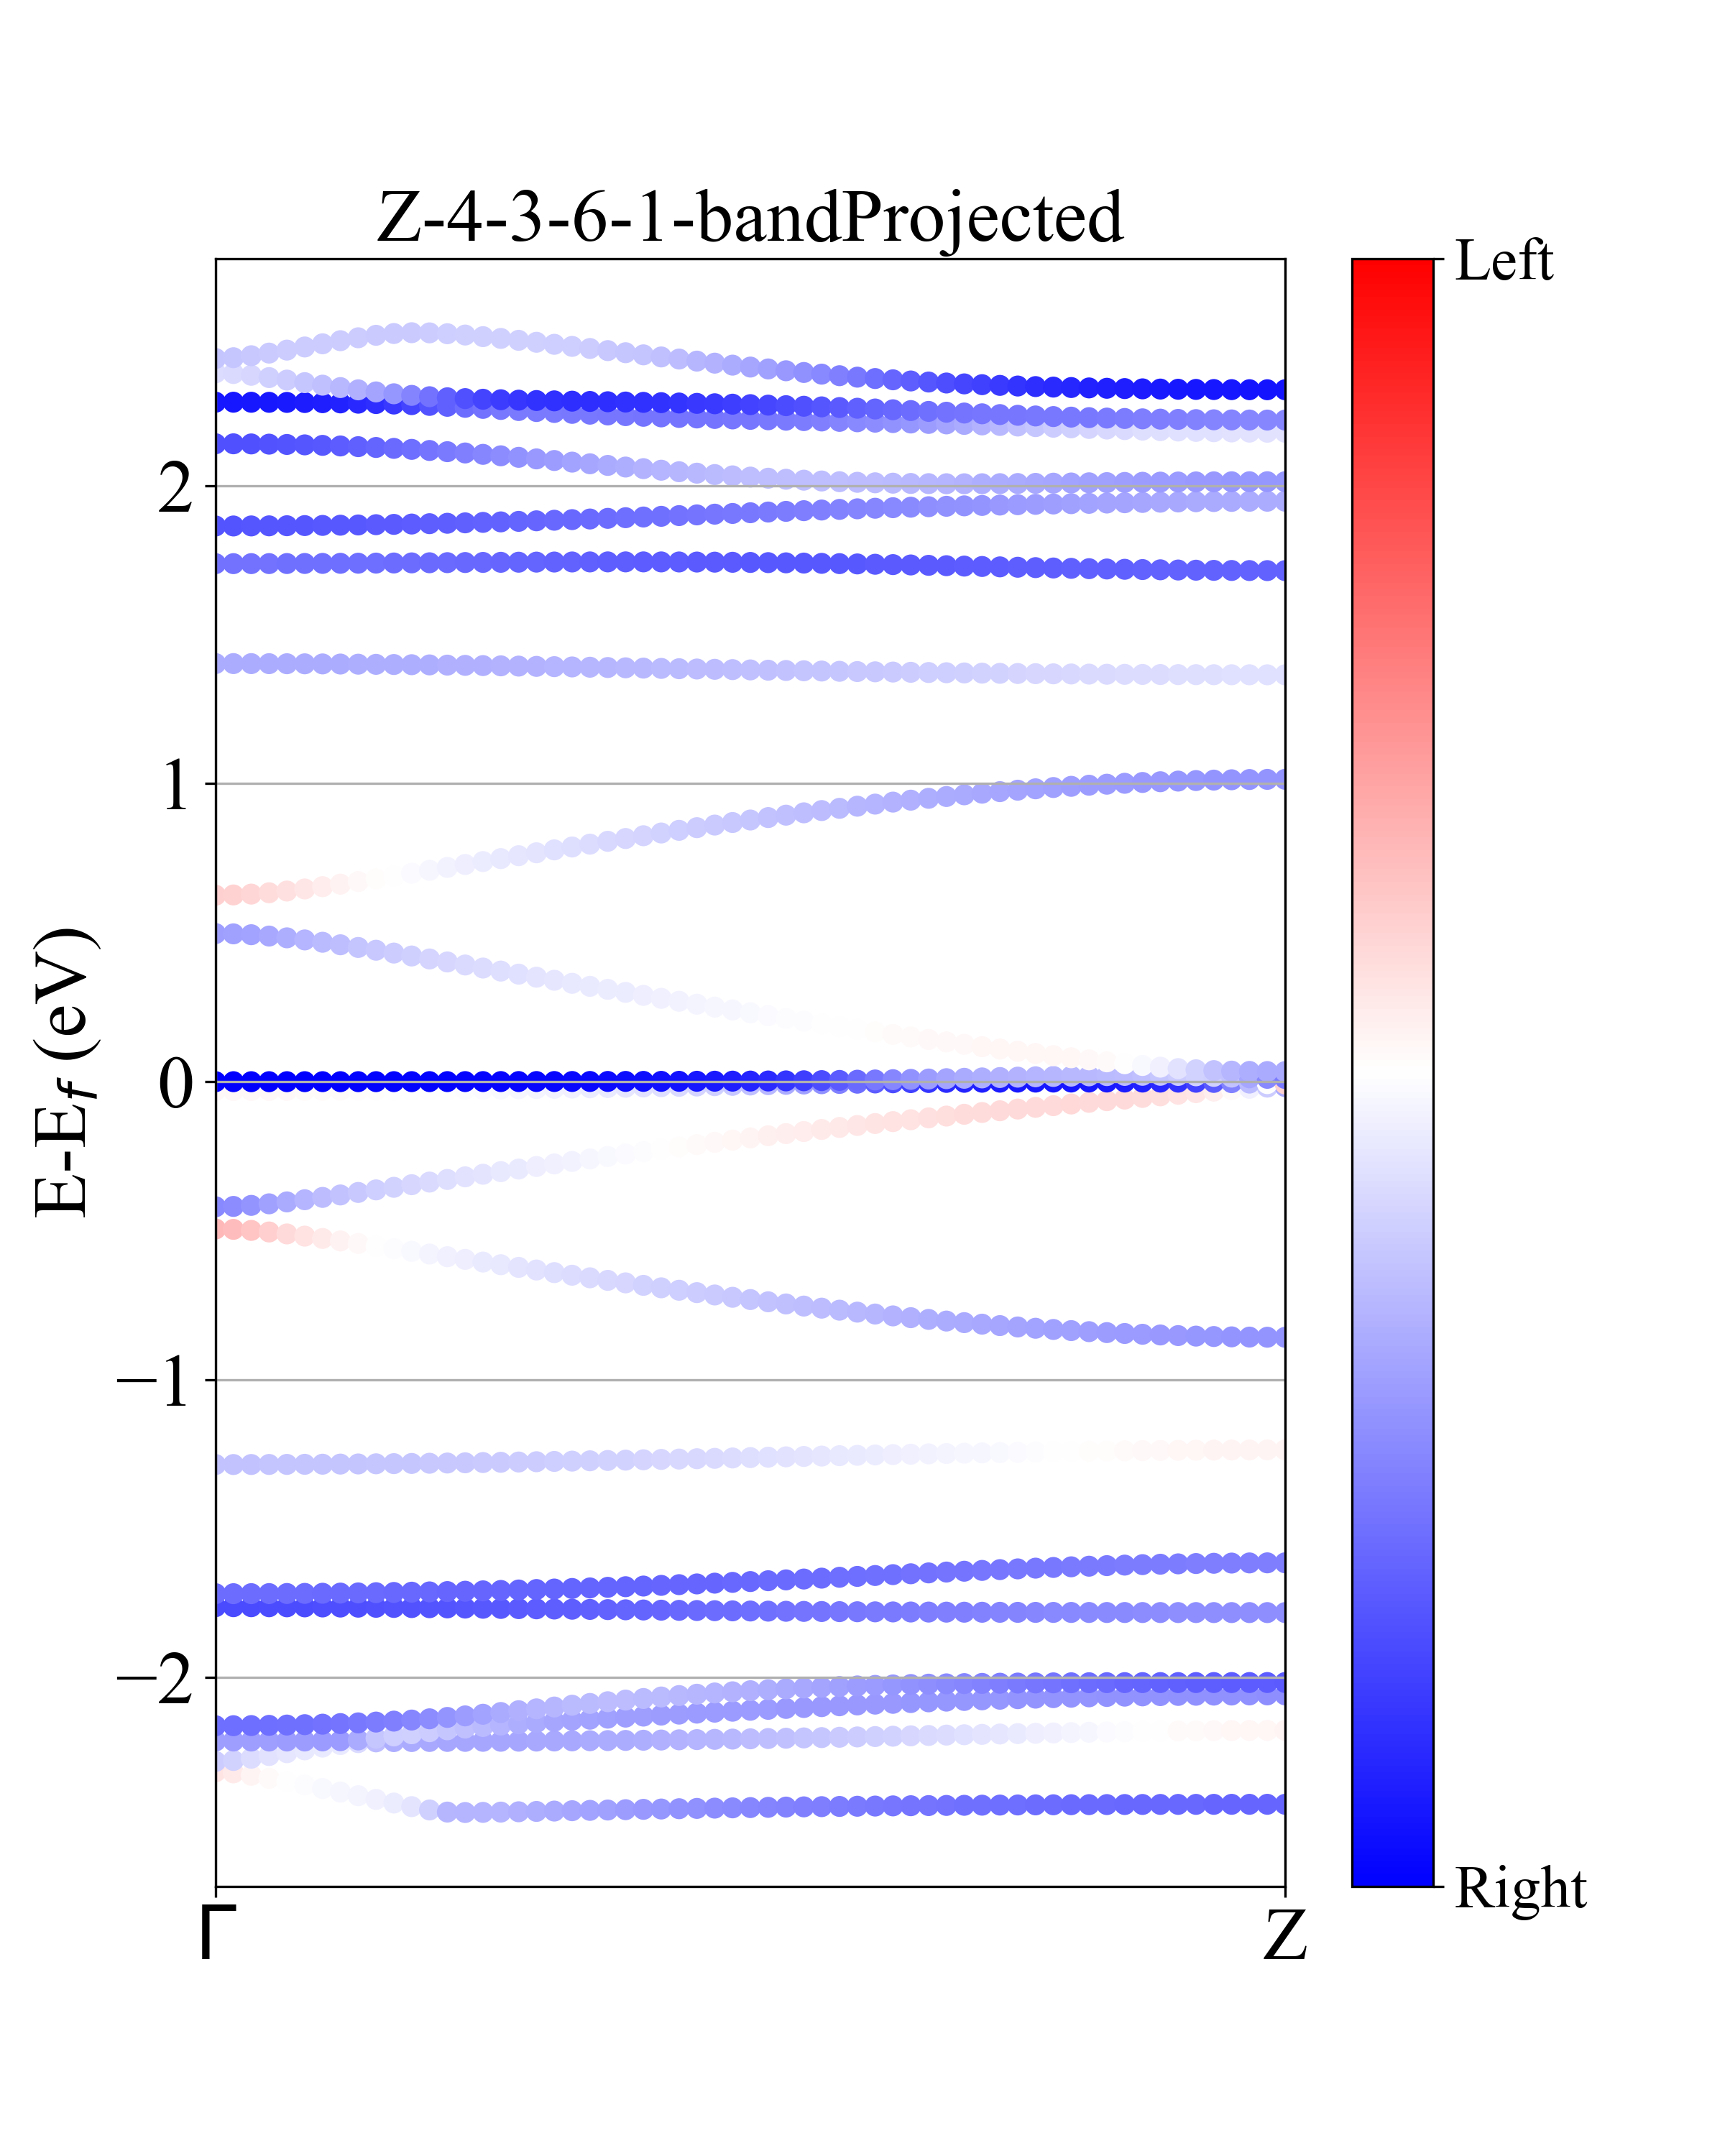 Z-4-3-6-1-bandProjected
Left
2
1
0
−1
−2
E-E_f (eV)
Right
Γ
Z